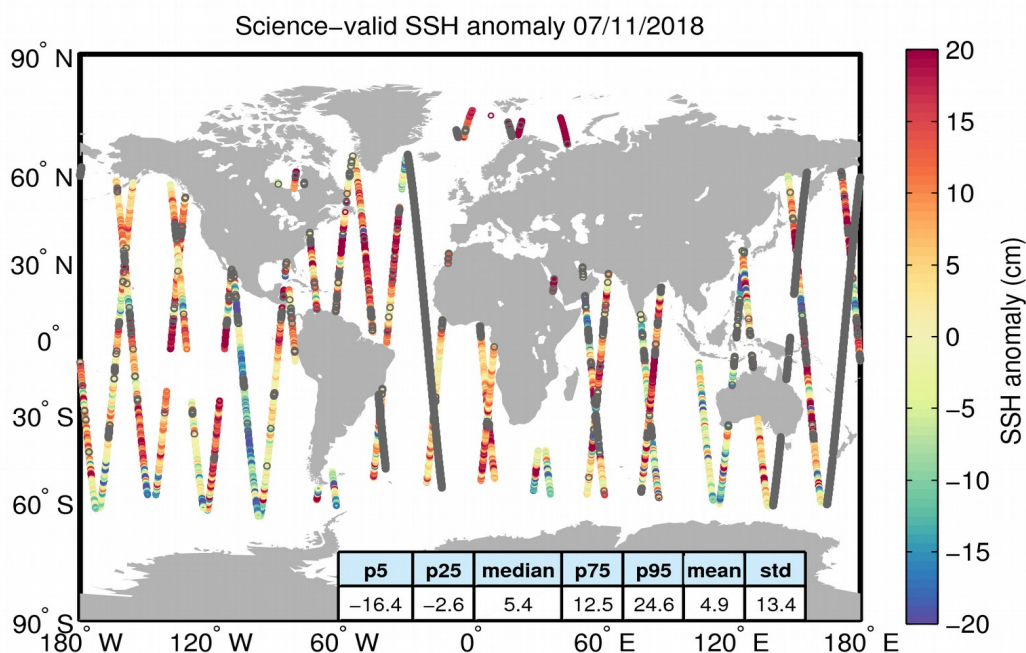 Science−valid SSH anomaly 07/11/2018
90° N
60° N
30° N
0°
30° S
60° S
90° S
180° W
120° W
60° W
0°
60° E
120° E
180° E
p5 p25 median p75 p95 mean std
−16.4 −2.6 5.4 12.5 24.6 4.9 13.4
20
15
10
5
0
−5
−10
−15
−20
SSH anomaly (cm)